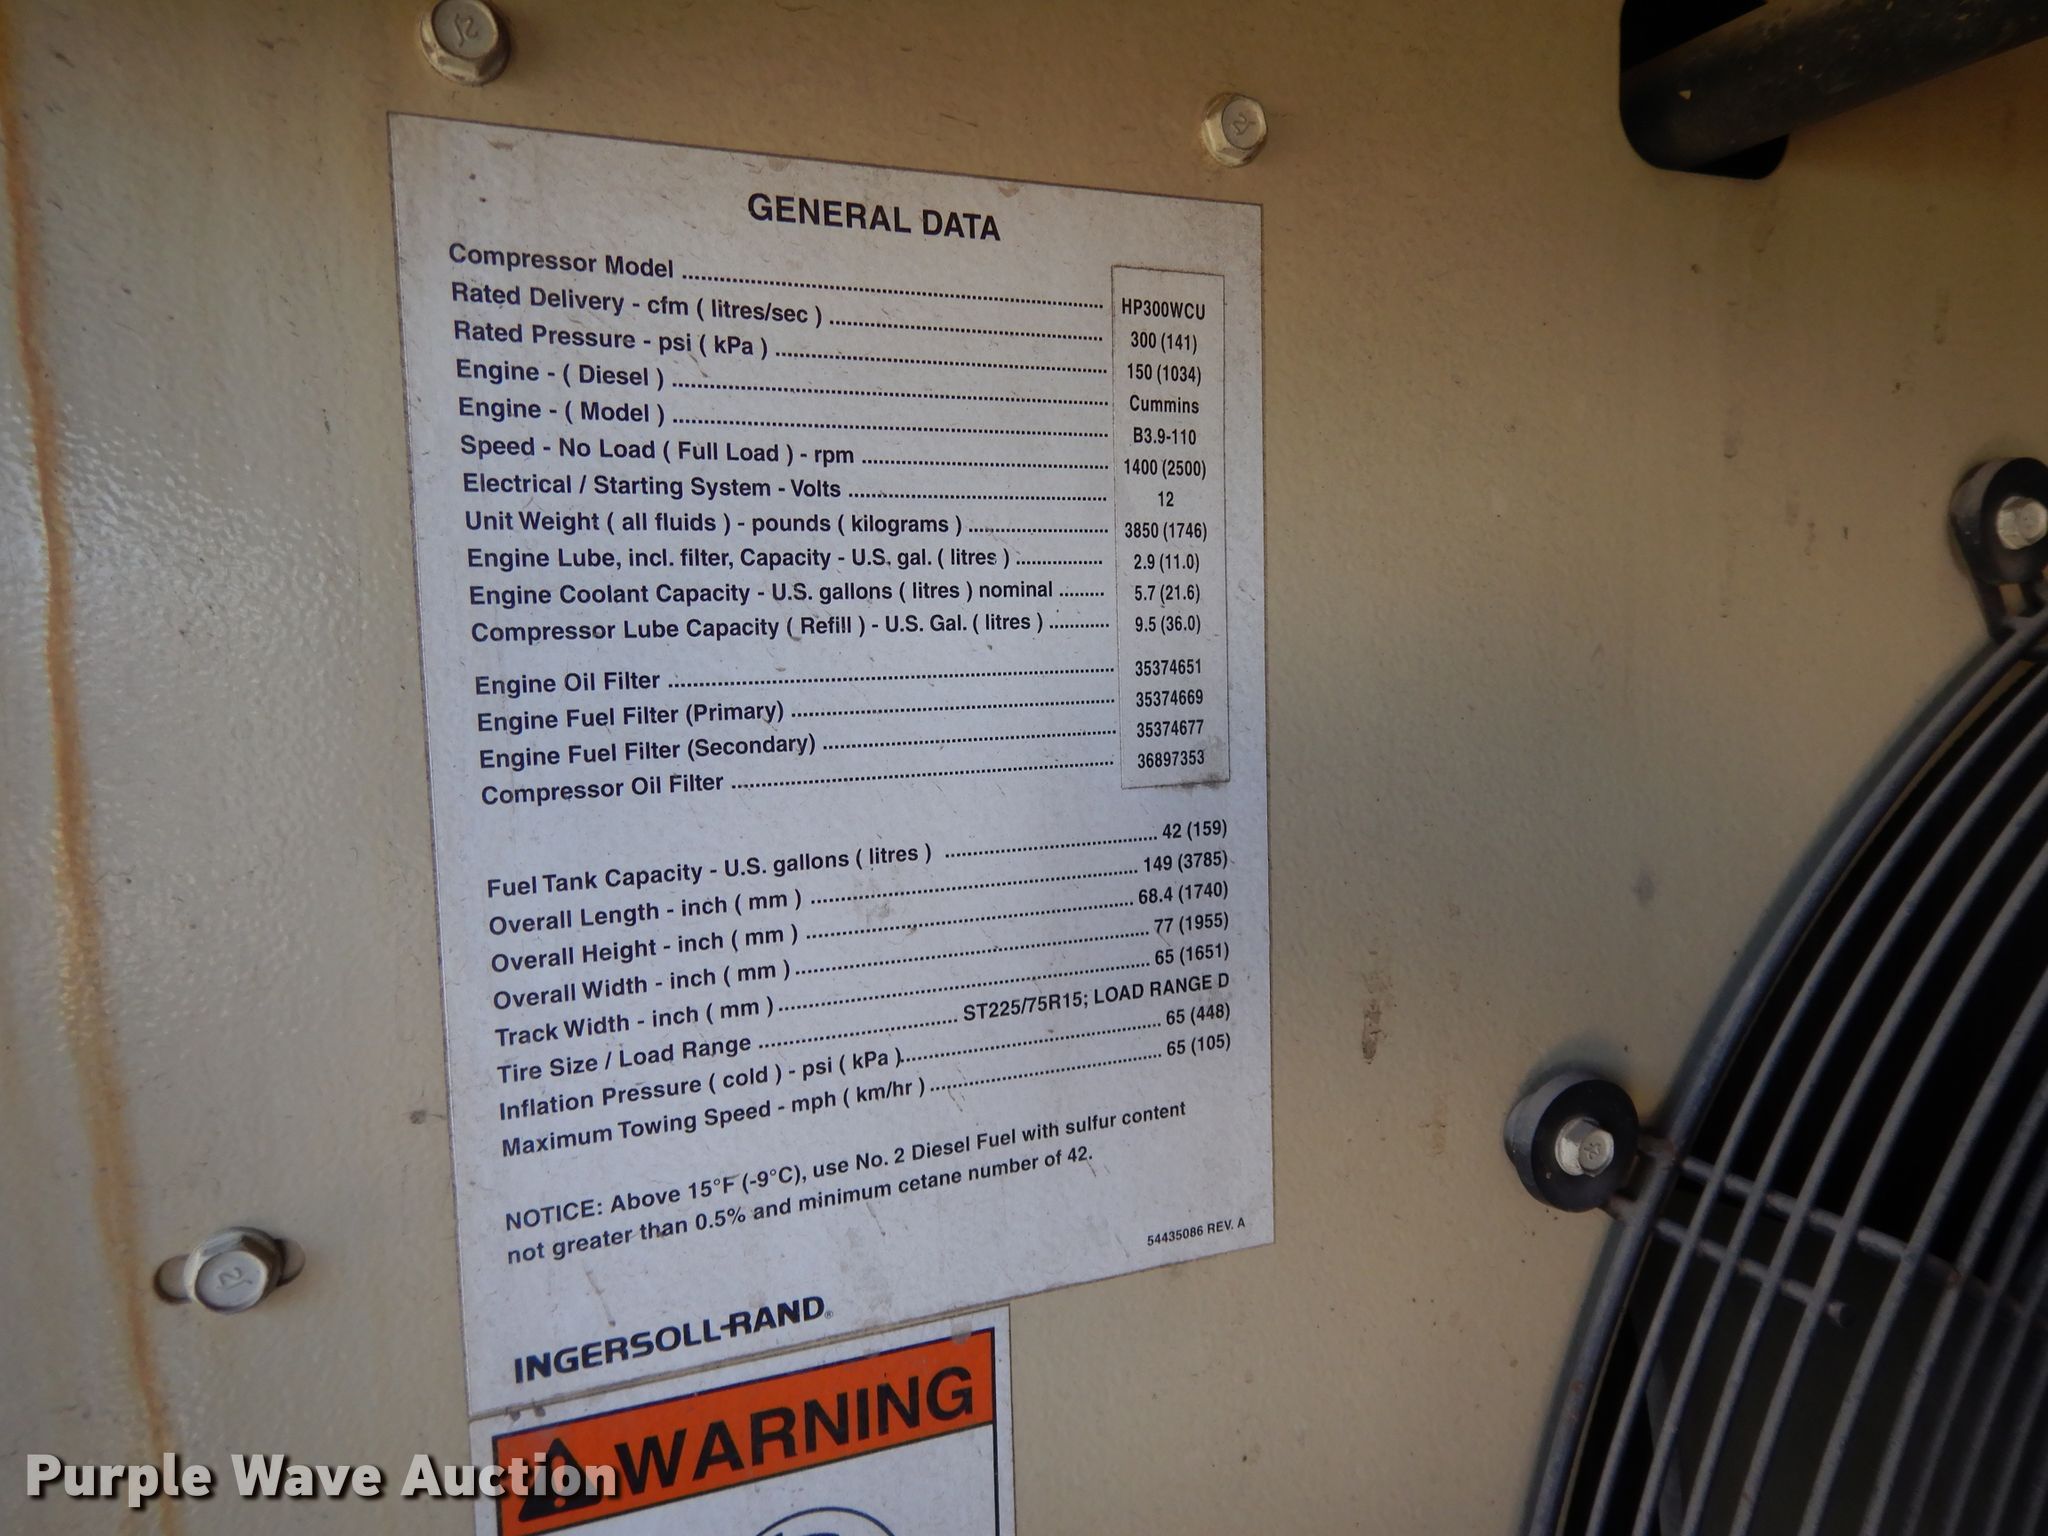 GENERAL DATA
Compressor Model ........ HP300WCU
Rated Delivery - cfm ( litres/sec ) ........ 300 (141)
Rated Pressure - psi ( kPa ) ........ 150 (1034)
Engine - ( Diesel ) ........ Cummins
Engine - ( Model ) ........ B3.9-110
Speed - No Load ( Full Load ) - rpm ........ 1400 (2500)
Electrical / Starting System - Volts ........ 12
Unit Weight ( all fluids ) - pounds ( kilograms ) ........ 3850 (1746)
Engine Lube, incl. filter, Capacity - U.S. gal. ( litres ) ........ 2.9 (11.0)
Engine Coolant Capacity - U.S. gallons ( litres ) nominal ........ 5.7 (21.6)
Compressor Lube Capacity ( Refill ) - U.S. Gal. ( litres ) ........ 9.5 (36.0)
Engine Oil Filter ........ 35374651
Engine Fuel Filter (Primary) ........ 35374669
Engine Fuel Filter (Secondary) ........ 35374677
Compressor Oil Filter ........ 36897353
Fuel Tank Capacity - U.S. gallons ( litres ) ........ 42 (159)
Overall Length - inch ( mm ) ........ 149 (3785)
Overall Height - inch ( mm ) ........ 68.4 (1740)
Overall Width - inch ( mm ) ........ 77 (1955)
Track Width - inch ( mm ) ........ 65 (1651)
Tire Size / Load Range ........ ST225/75R15; LOAD RANGE D
Inflation Pressure ( cold ) - psi ( kPa ) ........ 65 (448)
Maximum Towing Speed - mph ( km/hr ) ........ 65 (105)
NOTICE: Above 15°F (-9°C), use No. 2 Diesel Fuel with sulfur content
not greater than 0.5% and minimum cetane number of 42.
54435086 REV. A
INGERSOLL-RAND®
WARNING
Purple Wave Auction